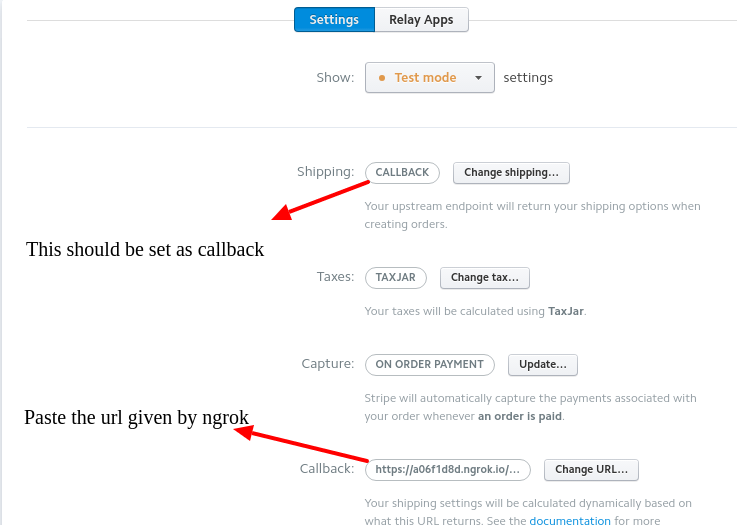 Settings Relay Apps
Show: Test mode settings
Shipping: CALLBACK Change shipping...
Your upstream endpoint will return your shipping options when
creating orders.
This should be set as callback
Taxes: TAXJAR Change tax...
Your taxes will be calculated using TaxJar.
Capture: ON ORDER PAYMENT Update...
Stripe will automatically capture the payments associated with
your order whenever an order is paid.
Paste the url given by ngrok
Callback: https://a06f1d8d.ngrok.io/... Change URL...
Your shipping settings will be calculated dynamically based on
what this URL returns. See the documentation for more